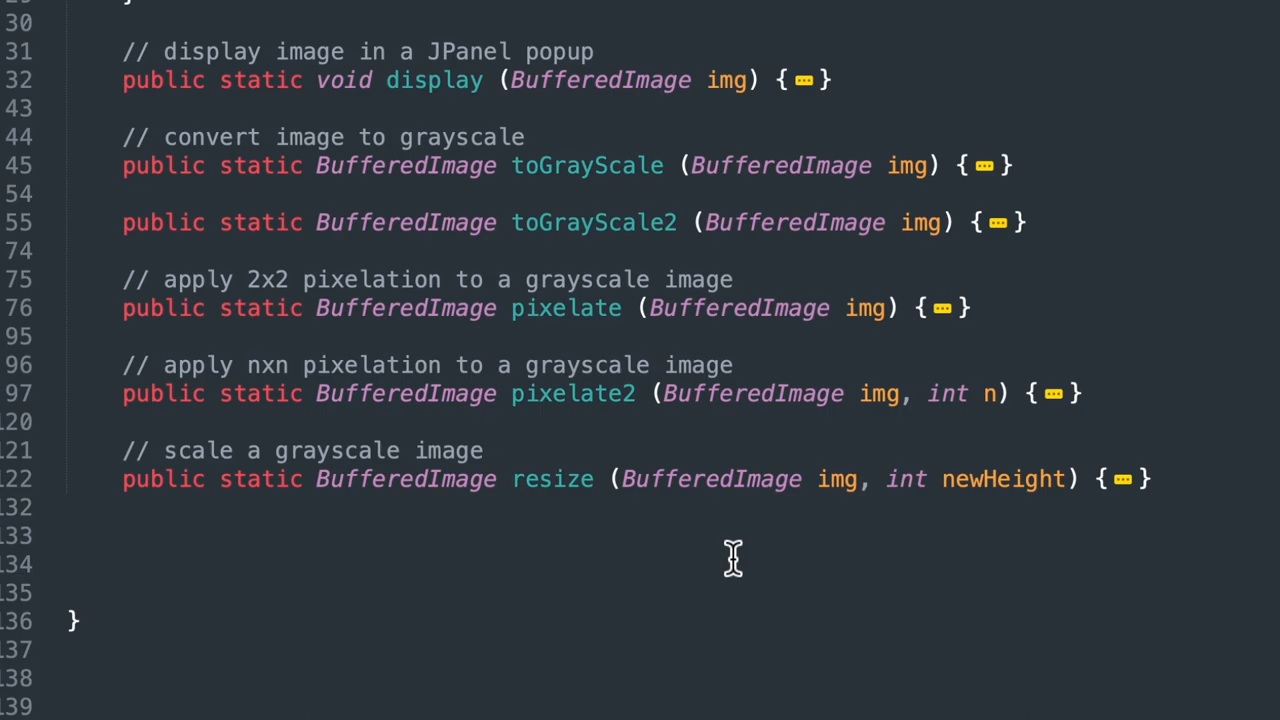 29 }
30
31 // display image in a JPanel popup
32 public static void display (BufferedImage img) {…}
43
44 // convert image to grayscale
45 public static BufferedImage toGrayScale (BufferedImage img) {…}
54
55 public static BufferedImage toGrayScale2 (BufferedImage img) {…}
74
75 // apply 2x2 pixelation to a grayscale image
76 public static BufferedImage pixelate (BufferedImage img) {…}
95
96 // apply nxn pixelation to a grayscale image
97 public static BufferedImage pixelate2 (BufferedImage img, int n) {…}
120
121 // scale a grayscale image
122 public static BufferedImage resize (BufferedImage img, int newHeight) {…}
132
133
134
135
136 }
137
138
139